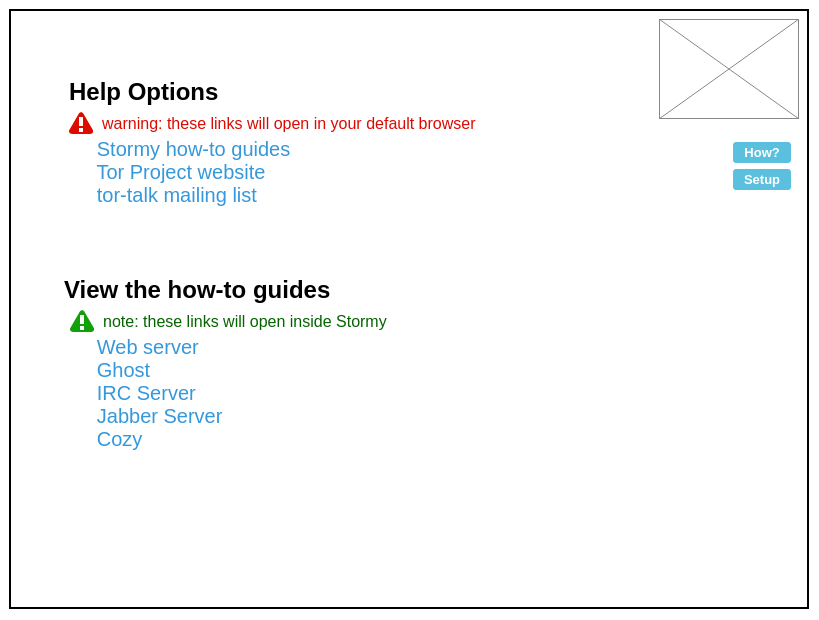 Help Options
warning: these links will open in your default browser
Stormy how-to guides
Tor Project website
tor-talk mailing list
How?
Setup
View the how-to guides
note: these links will open inside Stormy
Web server
Ghost
IRC Server
Jabber Server
Cozy